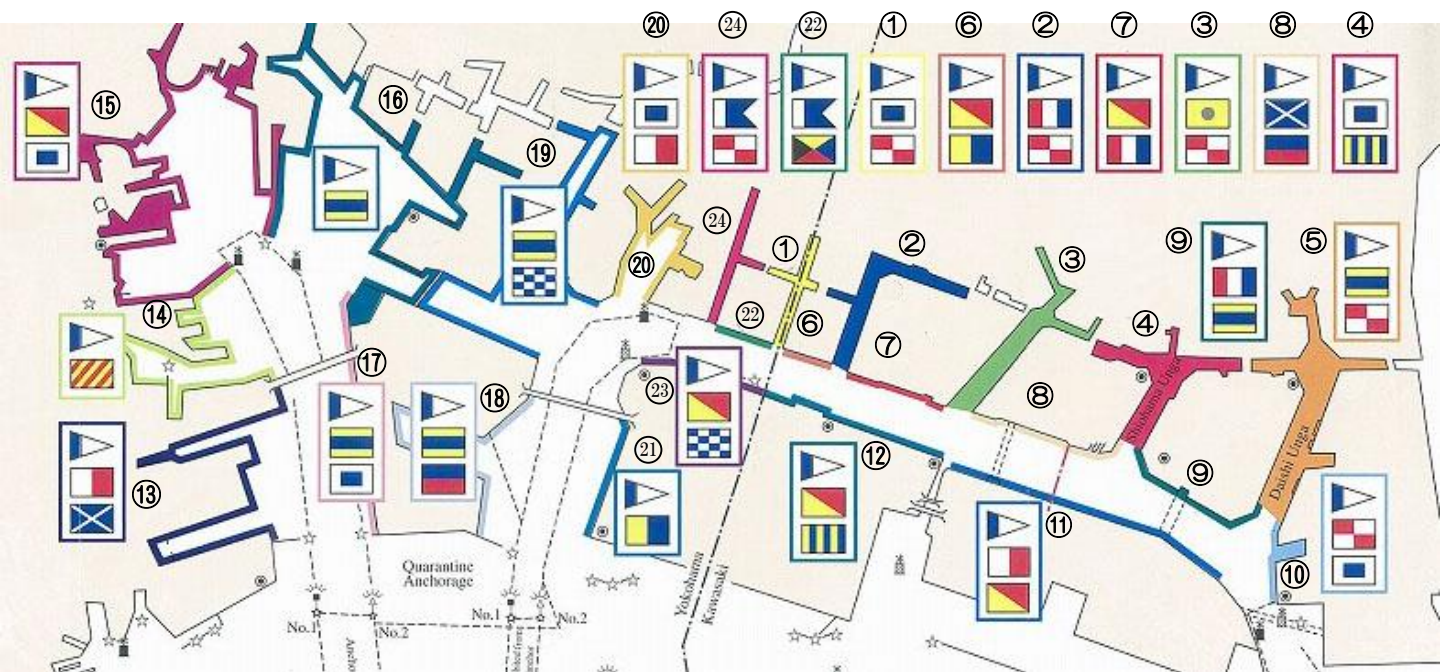 ⑳ ㉔ ㉒ ① ⑥ ② ⑦ ③ ⑧ ④
⑮
⑯
⑲
㉔
①
②
③
⑨
⑤
⑳
⑭
㉒
⑥
⑦
④
⑰
㉓
⑱
⑧
Shiohama Unga
㉑
⑫
⑨
Daishi Unga
⑬
⑪
⑩
Quarantine
Anchorage
Yokohama
Kawasaki
No.1
No.2
No.1
No.2